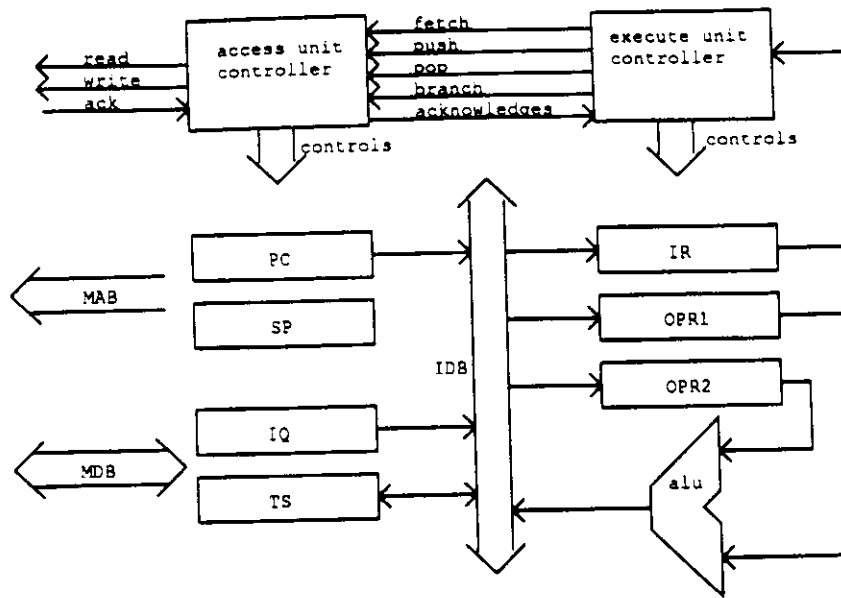 fetch
push
pop
branch
acknowledges
access unit
controller
execute unit
controller
read
write
ack
controls
controls
PC
IR
MAB
SP
OPR1
IDB
OPR2
IQ
MDB
TS
alu